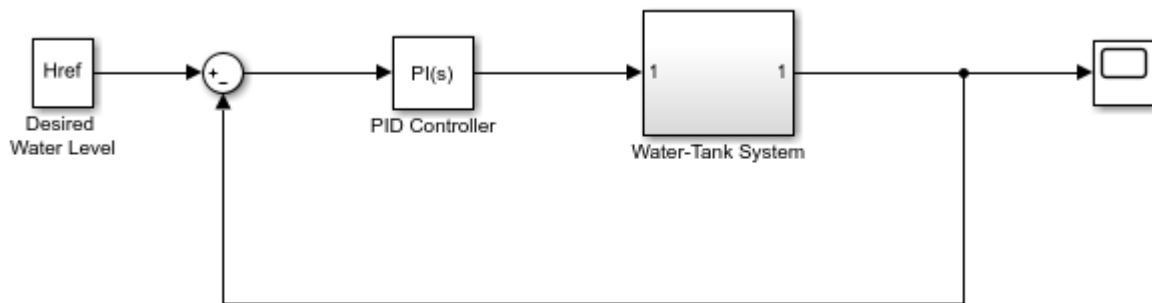 Href
Desired
Water Level
+
−
PI(s)
PID Controller
1
1
Water-Tank System